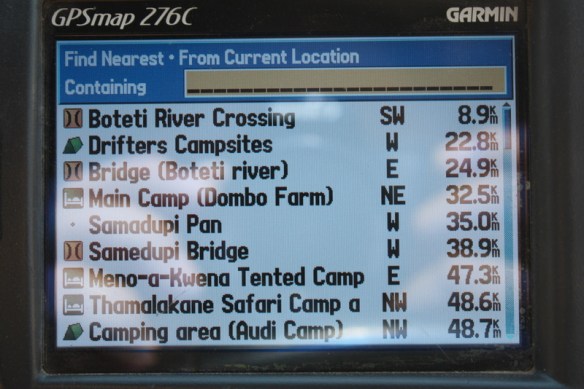 GPSmap 276C GARMIN
Find Nearest • From Current Location
Containing
Boteti River Crossing SW 8.9Km
Drifters Campsites W 22.8Km
Bridge (Boteti river) E 24.9Km
Main Camp (Dombo Farm) NE 32.5Km
Samadupi Pan W 35.0Km
Samedupi Bridge W 38.9Km
Meno-a-Kwena Tented Camp E 47.3Km
Thamalakane Safari Camp a NW 48.6Km
Camping area (Audi Camp) NW 48.7Km